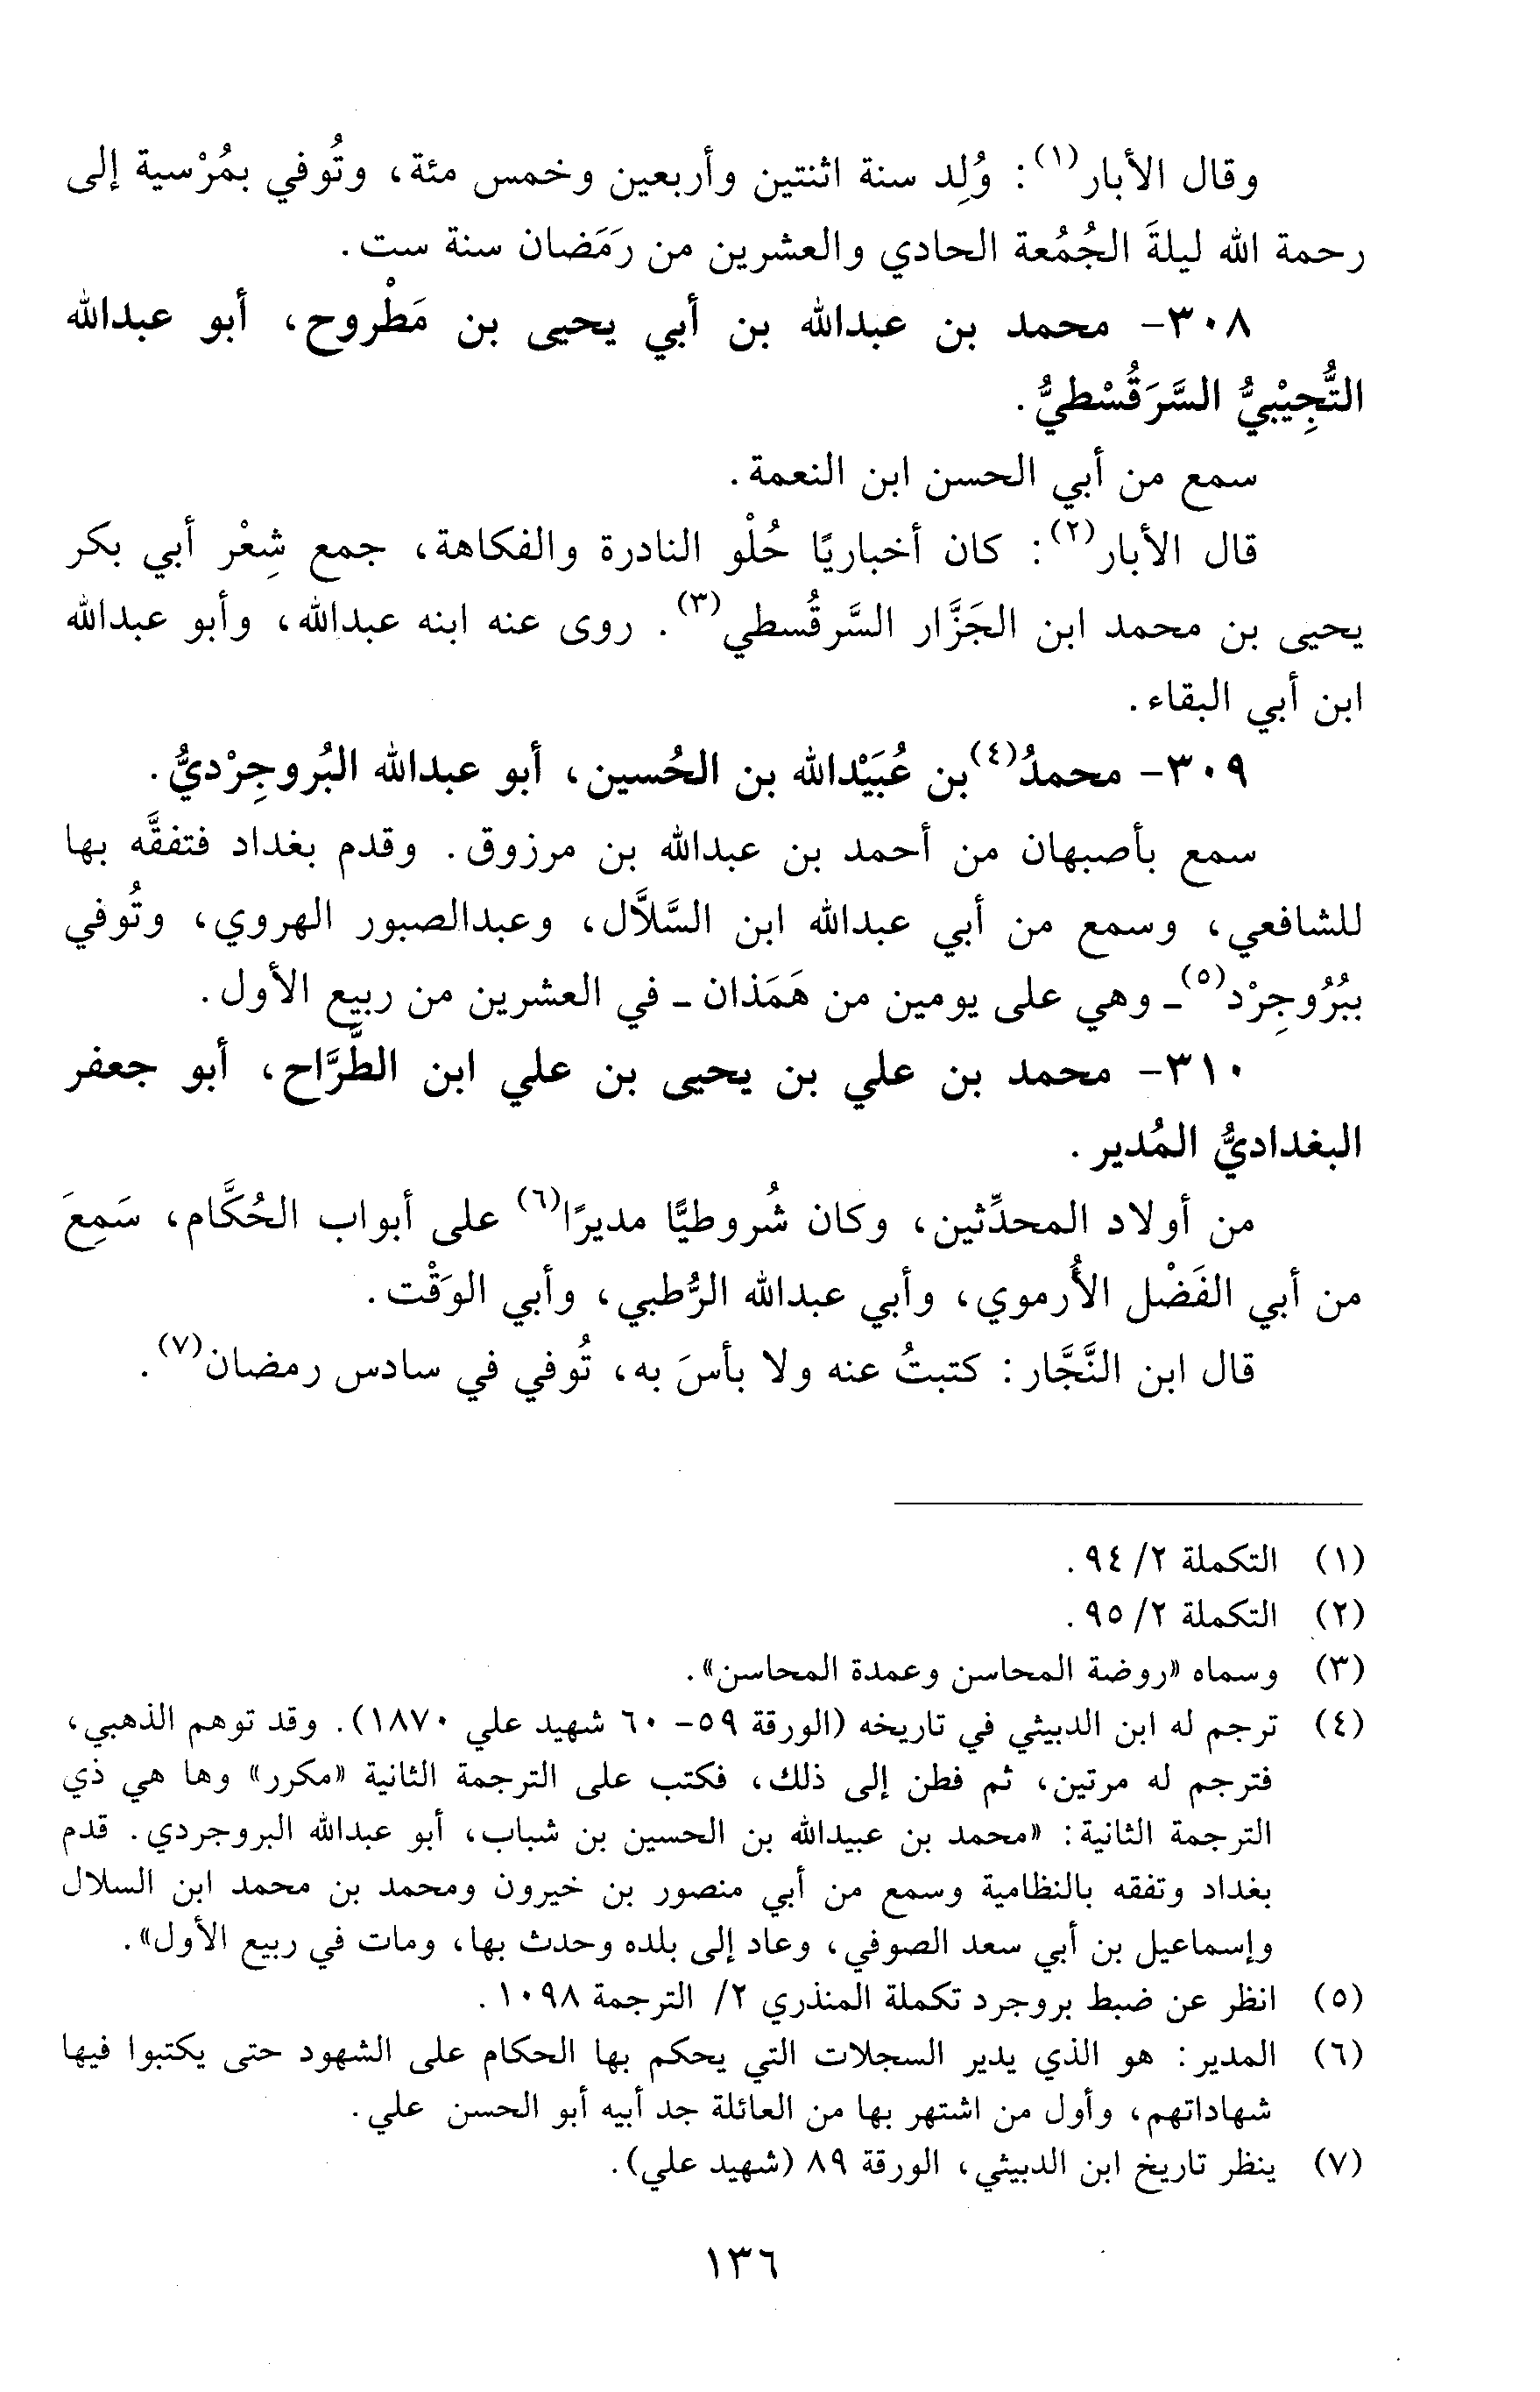 وقال الأبار(١): وُلِد سنة اثنتين وأربعين وخمس مئة، وتُوفي بمُرْسية إلى
رحمة الله ليلةَ الجُمُعة الحادي والعشرين من رَمَضان سنة ست.
٣٠٨- محمد بن عبدالله بن أبي يحيى بن مَطْروح، أبو عبدالله
التُّجِيْبيُّ السَّرَقُسْطيُّ.
سمع من أبي الحسن ابن النعمة.
قال الأبار(٢): كان أخباريًا حُلْو النادرة والفكاهة، جمع شِعْر أبي بكر
يحيى بن محمد ابن الجَزَّار السَّرقُسطي(٣). روى عنه ابنه عبدالله، وأبو عبدالله
ابن أبي البقاء.
٣٠٩- محمدُ(٤) بن عُبَيْدالله بن الحُسين، أبو عبدالله البُروجِرْديُّ.
سمع بأصبهان من أحمد بن عبدالله بن مرزوق. وقدم بغداد فتفقَّه بها
للشافعي، وسمع من أبي عبدالله ابن السَّلاَّل، وعبدالصبور الهروي، وتُوفي
ببُرُوجِرْد(٥)ـ وهي على يومين من هَمَذان ـ في العشرين من ربيع الأول.
٣١٠- محمد بن علي بن يحيى بن علي ابن الطَّرَّاح، أبو جعفر
البغداديُّ المُدير.
من أولاد المحدِّثين، وكان شُروطيًّا مديرًا(٦) على أبواب الحُكَّام، سَمِعَ
من أبي الفَضْل الأُرموي، وأبي عبدالله الرُّطبي، وأبي الوَقْت.
قال ابن النَّجَّار: كتبتُ عنه ولا بأسَ به، تُوفي في سادس رمضان(٧).
(١) التكملة ٢/ ٩٤.
(٢) التكملة ٢/ ٩٥.
(٣) وسماه «روضة المحاسن وعمدة المحاسن».
(٤) ترجم له ابن الدبيثي في تاريخه (الورقة ٥٩- ٦٠ شهيد علي ١٨٧٠). وقد توهم الذهبي،
فترجم له مرتين، ثم فطن إلى ذلك، فكتب على الترجمة الثانية «مكرر» وها هي ذي
الترجمة الثانية: «محمد بن عبيدالله بن الحسين بن شباب، أبو عبدالله البروجردي. قدم
بغداد وتفقه بالنظامية وسمع من أبي منصور بن خيرون ومحمد بن محمد ابن السلال
وإسماعيل بن أبي سعد الصوفي، وعاد إلى بلده وحدث بها، ومات في ربيع الأول».
(٥) انظر عن ضبط بروجرد تكملة المنذري ٢/ الترجمة ١٠٩٨.
(٦) المدير: هو الذي يدير السجلات التي يحكم بها الحكام على الشهود حتى يكتبوا فيها
شهاداتهم، وأول من اشتهر بها من العائلة جد أبيه أبو الحسن علي.
(٧) ينظر تاريخ ابن الدبيثي، الورقة ٨٩ (شهيد علي).
١٣٦